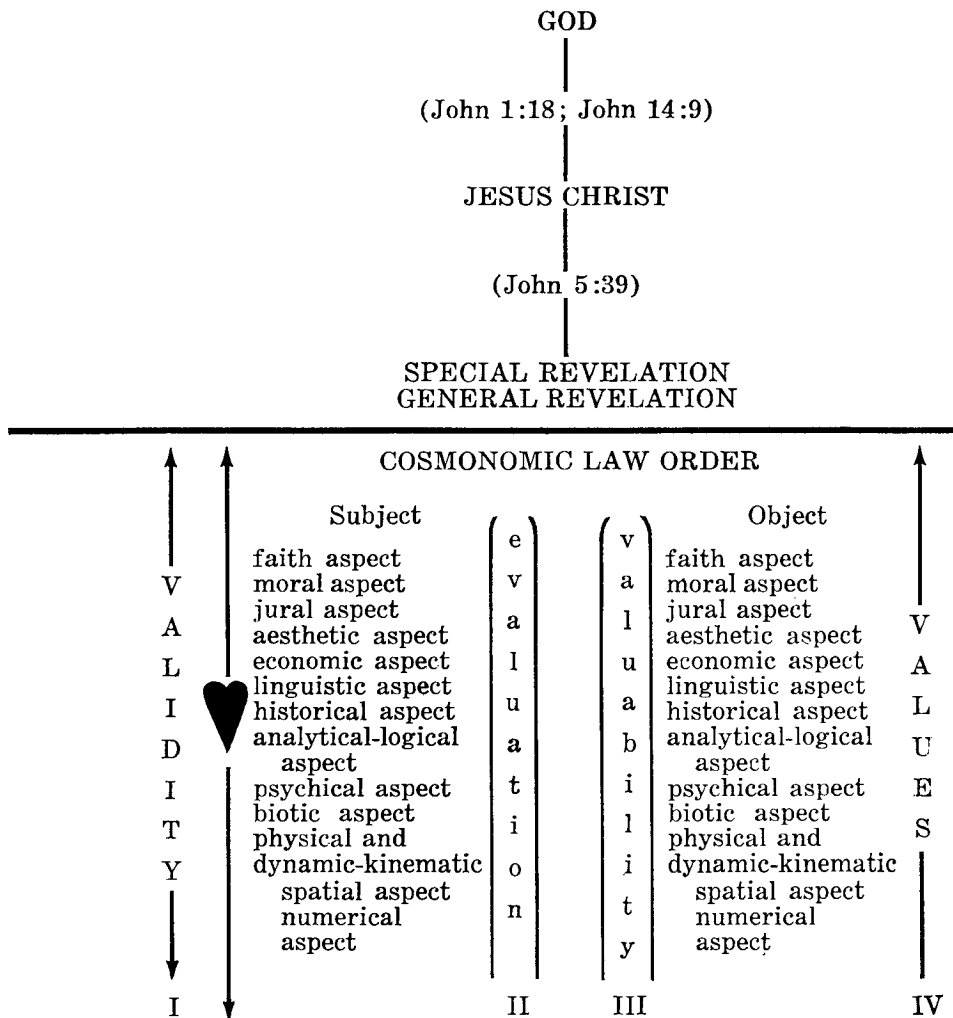 GOD
(John 1:18; John 14:9)
JESUS CHRIST
(John 5:39)
SPECIAL REVELATION
GENERAL REVELATION
COSMONOMIC LAW ORDER
VALIDITY
I
Subject
faith aspect
moral aspect
jural aspect
aesthetic aspect
economic aspect
linguistic aspect
historical aspect
analytical-logical
aspect
psychical aspect
biotic aspect
physical and
dynamic-kinematic
spatial aspect
numerical
aspect
evaluation
II
valuability
III
Object
faith aspect
moral aspect
jural aspect
aesthetic aspect
economic aspect
linguistic aspect
historical aspect
analytical-logical
aspect
psychical aspect
biotic aspect
physical and
dynamic-kinematic
spatial aspect
numerical
aspect
VALUES
IV